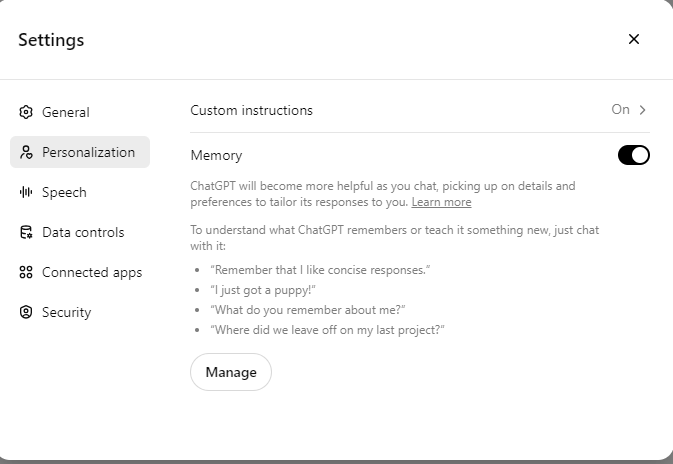 Settings
General
Personalization
Speech
Data controls
Connected apps
Security
Custom instructions
On
Memory
ChatGPT will become more helpful as you chat, picking up on details and
preferences to tailor its responses to you. Learn more
To understand what ChatGPT remembers or teach it something new, just chat
with it:
• “Remember that I like concise responses.”
• “I just got a puppy!”
• “What do you remember about me?”
• “Where did we leave off on my last project?”
Manage